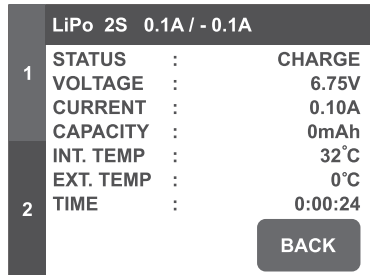 LiPo 2S 0.1A / - 0.1A
1
STATUS : CHARGE
VOLTAGE : 6.75V
CURRENT : 0.10A
CAPACITY : 0mAh
INT. TEMP : 32°C
EXT. TEMP : 0°C
2
TIME : 0:00:24
BACK